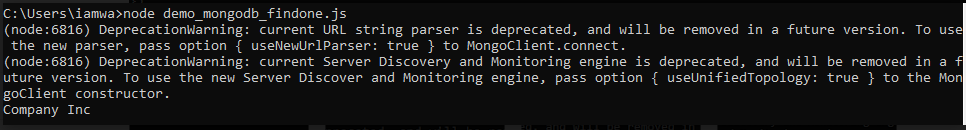 C:\Users\iamwa>node demo_mongodb_findone.js
(node:6816) DeprecationWarning: current URL string parser is deprecated, and will be removed in a future version. To use
 the new parser, pass option { useNewUrlParser: true } to MongoClient.connect.
(node:6816) DeprecationWarning: current Server Discovery and Monitoring engine is deprecated, and will be removed in a f
uture version. To use the new Server Discover and Monitoring engine, pass option { useUnifiedTopology: true } to the Mon
goClient constructor.
Company Inc